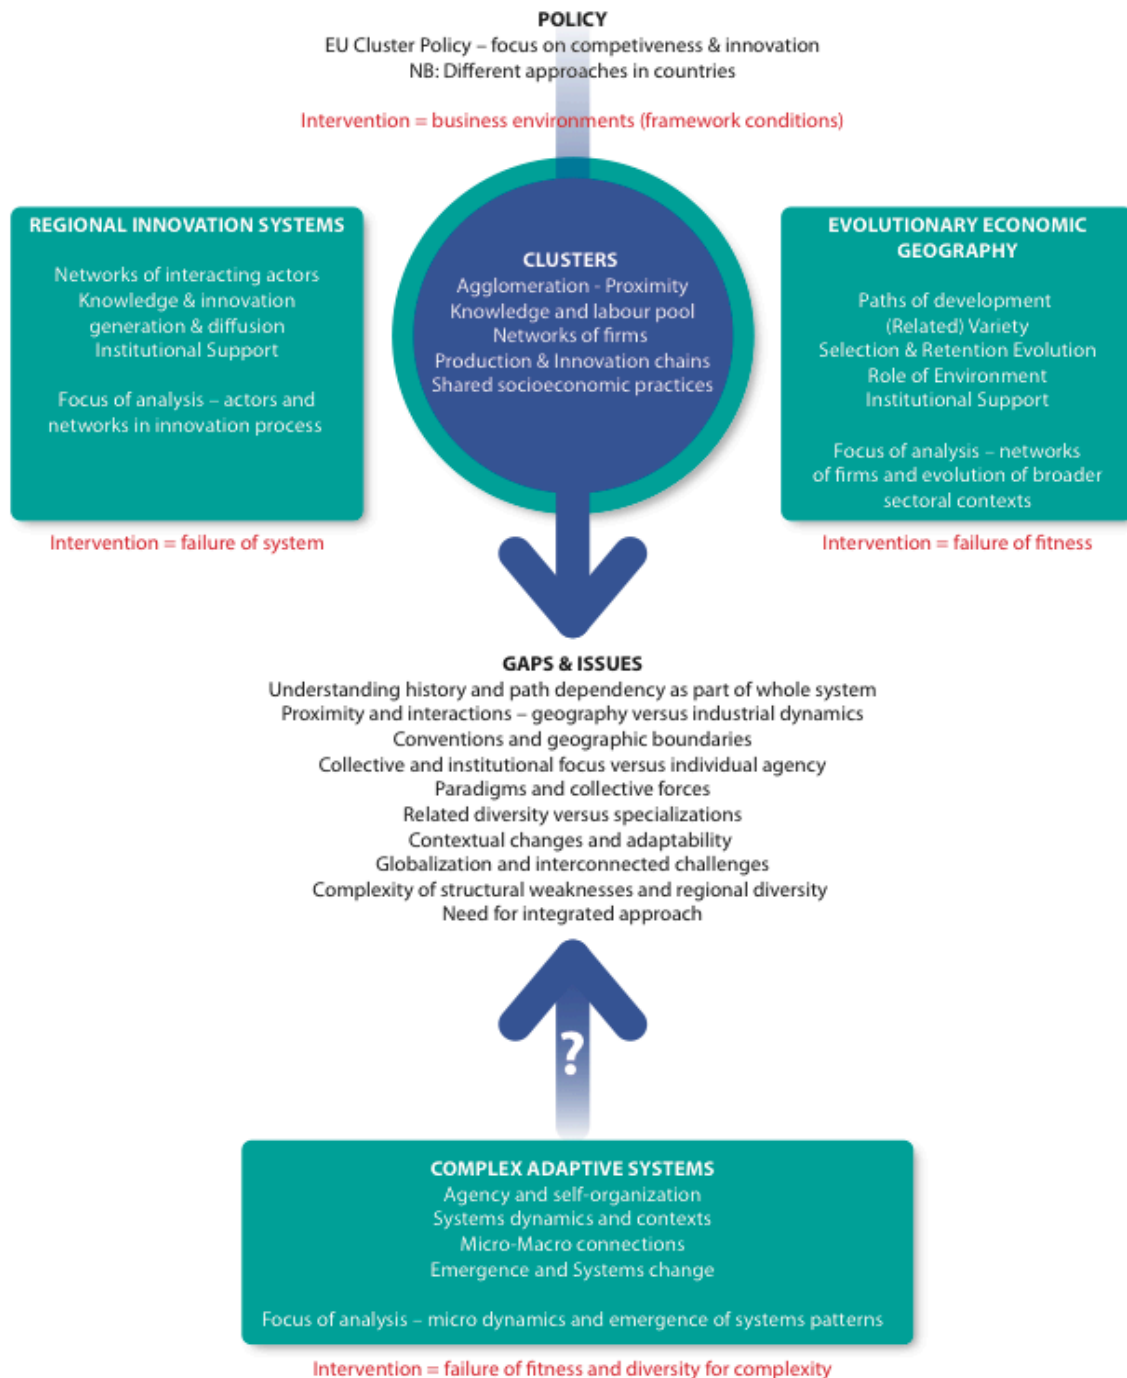 POLICY
EU Cluster Policy – focus on competiveness & innovation
NB: Different approaches in countries
Intervention = business environments (framework conditions)
REGIONAL INNOVATION SYSTEMS
Networks of interacting actors
Knowledge & innovation
generation & diffusion
Institutional Support
Focus of analysis – actors and
networks in innovation process
Intervention = failure of system
CLUSTERS
Agglomeration - Proximity
Knowledge and labour pool
Networks of firms
Production & Innovation chains
Shared socioeconomic practices
EVOLUTIONARY ECONOMIC
GEOGRAPHY
Paths of development
(Related) Variety
Selection & Retention Evolution
Role of Environment
Institutional Support
Focus of analysis – networks
of firms and evolution of broader
sectoral contexts
Intervention = failure of fitness
GAPS & ISSUES
Understanding history and path dependency as part of whole system
Proximity and interactions – geography versus industrial dynamics
Conventions and geographic boundaries
Collective and institutional focus versus individual agency
Paradigms and collective forces
Related diversity versus specializations
Contextual changes and adaptability
Globalization and interconnected challenges
Complexity of structural weaknesses and regional diversity
Need for integrated approach
?
COMPLEX ADAPTIVE SYSTEMS
Agency and self-organization
Systems dynamics and contexts
Micro-Macro connections
Emergence and Systems change
Focus of analysis – micro dynamics and emergence of systems patterns
Intervention = failure of fitness and diversity for complexity